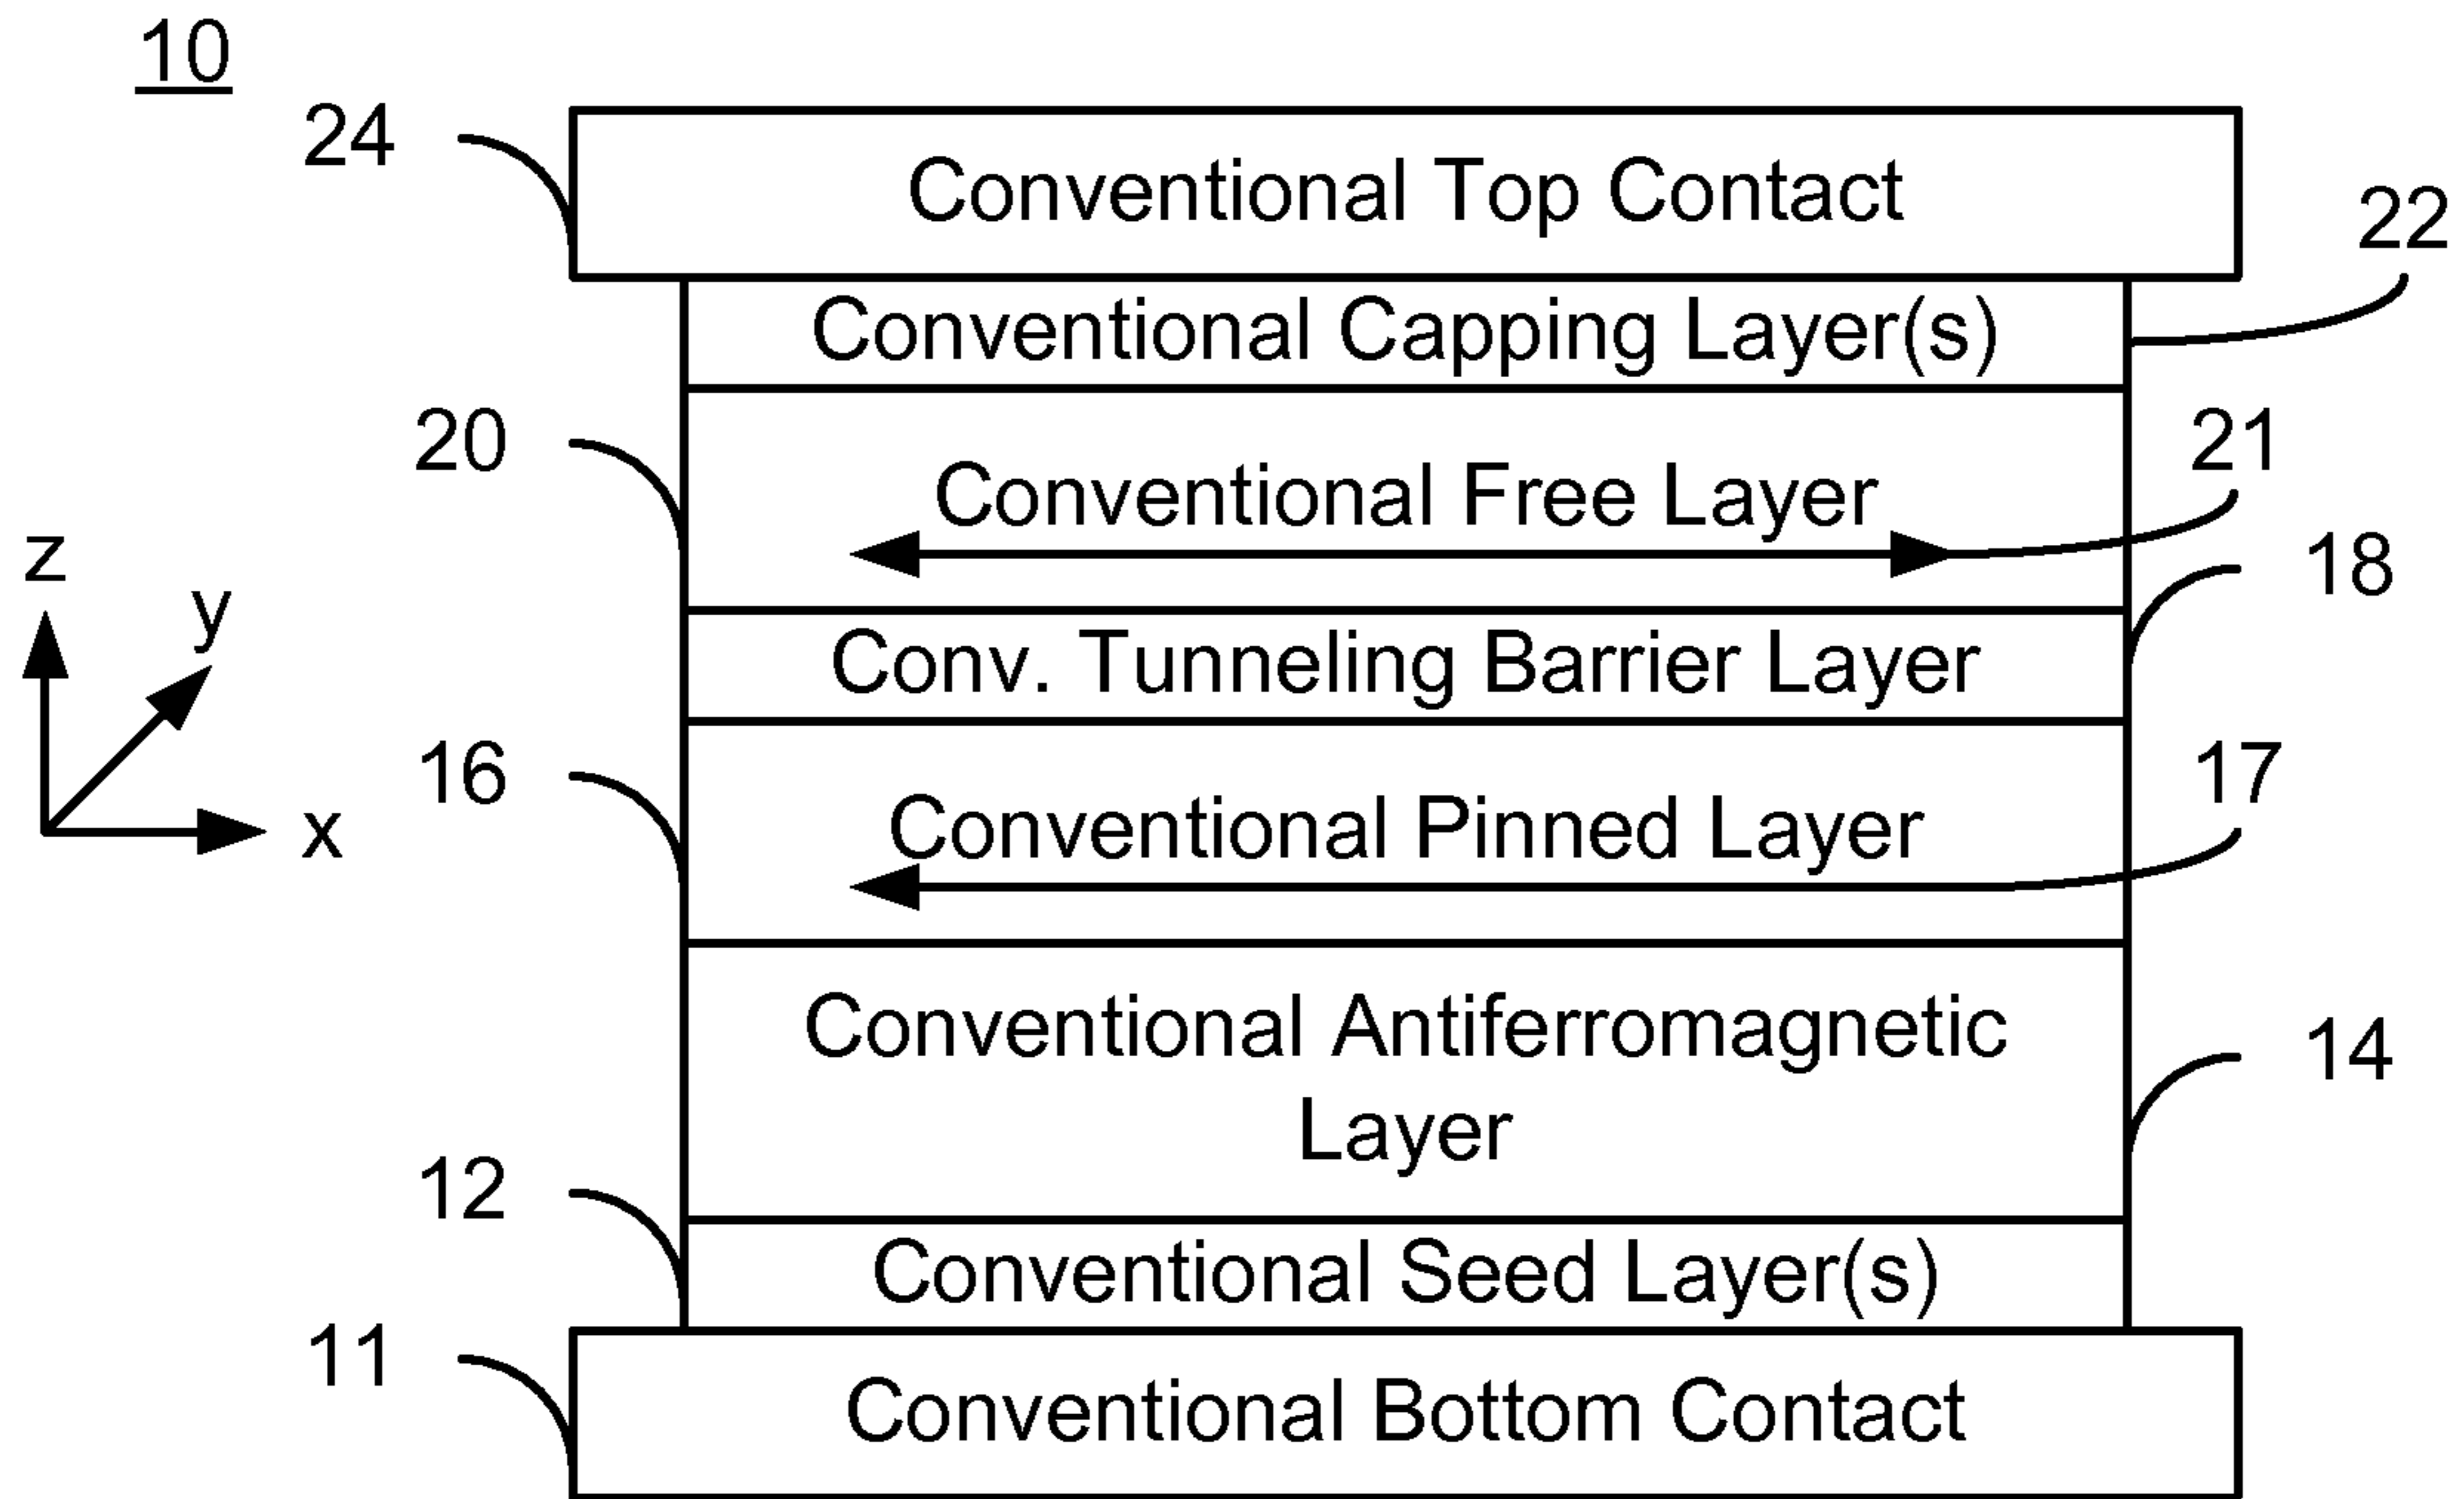 10
24
Conventional Top Contact
22
Conventional Capping Layer(s)
20
21
Conventional Free Layer
z
y
x
18
Conv. Tunneling Barrier Layer
16
17
Conventional Pinned Layer
Conventional Antiferromagnetic
Layer
14
12
Conventional Seed Layer(s)
11
Conventional Bottom Contact